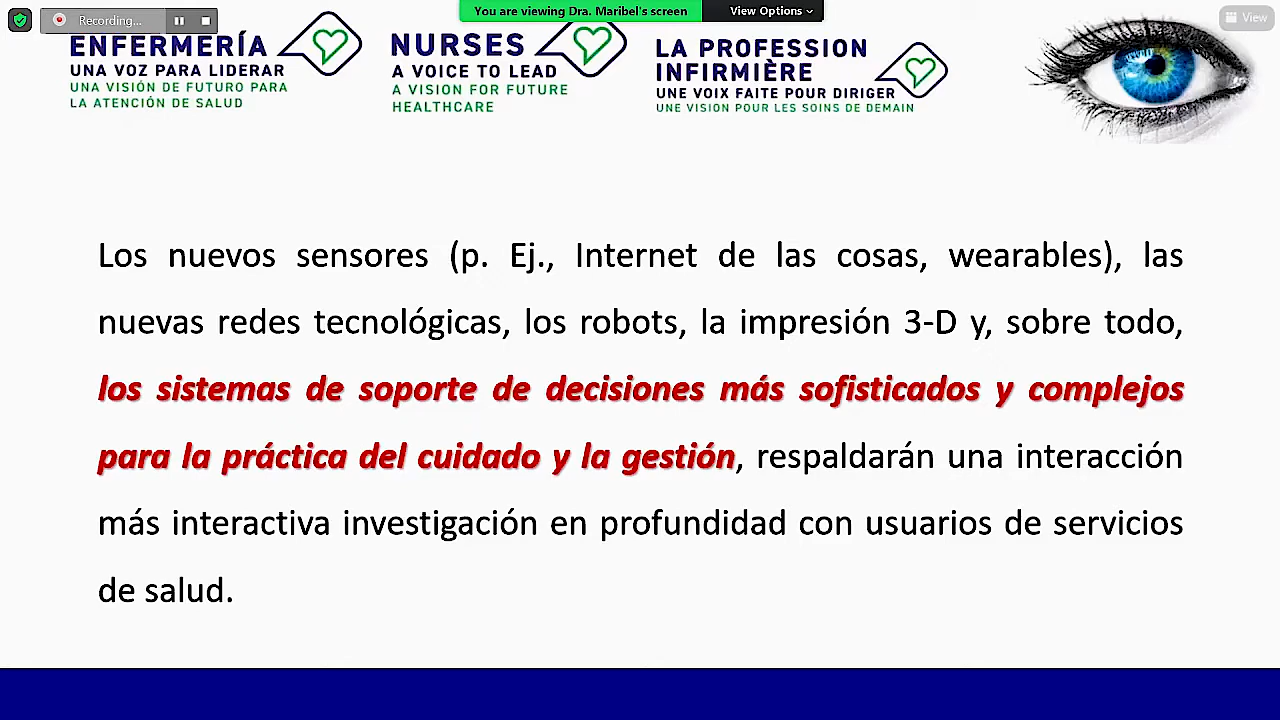 Recording...
You are viewing Dra. Maribel's screen
View Options
View
ENFERMERÍA
UNA VOZ PARA LIDERAR
UNA VISIÓN DE FUTURO PARA
LA ATENCIÓN DE SALUD
NURSES
A VOICE TO LEAD
A VISION FOR FUTURE
HEALTHCARE
LA PROFESSION
INFIRMIÈRE
UNE VOIX FAITE POUR DIRIGER
UNE VISION POUR LES SOINS DE DEMAIN
Los nuevos sensores (p. Ej., Internet de las cosas, wearables), las
nuevas redes tecnológicas, los robots, la impresión 3-D y, sobre todo,
los sistemas de soporte de decisiones más sofisticados y complejos
para la práctica del cuidado y la gestión, respaldarán una interacción
más interactiva investigación en profundidad con usuarios de servicios
de salud.